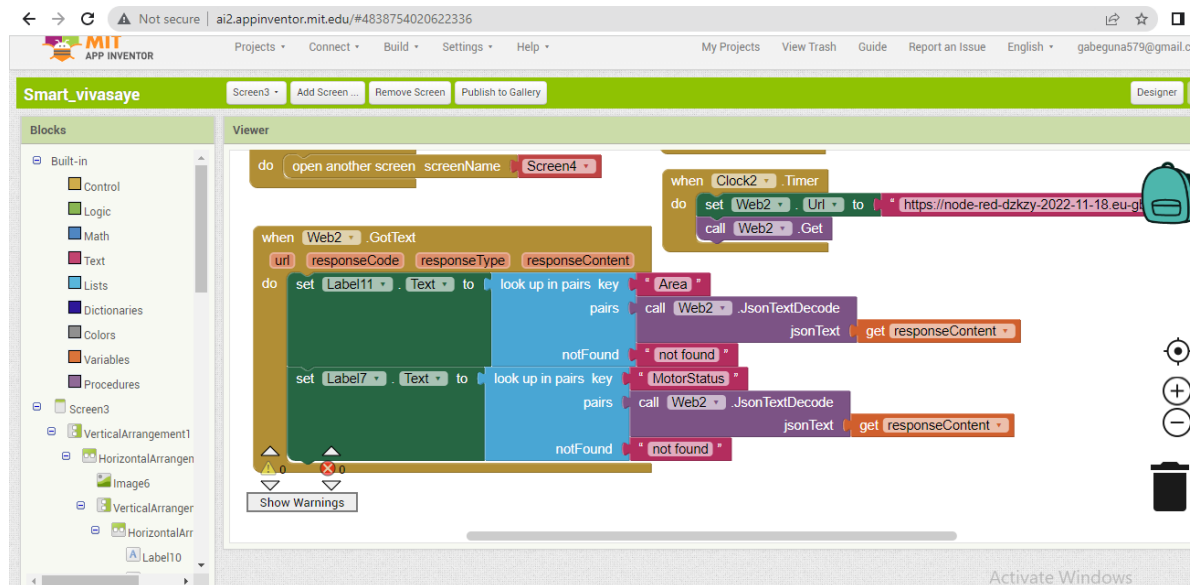 Not secure | ai2.appinventor.mit.edu/#4838754020622336
MIT
APP INVENTOR
Projects Connect Build Settings Help My Projects View Trash Guide Report an Issue English gabeguna579@gmail.c
Smart_vivasaye Screen3 Add Screen ... Remove Screen Publish to Gallery Designer
Blocks Viewer
Built-in
Control
Logic
Math
Text
Lists
Dictionaries
Colors
Variables
Procedures
Screen3
VerticalArrangement1
HorizontalArrangen
Image6
VerticalArranger
HorizontalArr
Label10
do open another screen screenName Screen4
when Clock2 .Timer
do set Web2 . Url to " https://node-red-dzkzy-2022-11-18.eu-g
call Web2 .Get
when Web2 .GotText
url responseCode responseType responseContent
do set Label11 . Text to look up in pairs key " Area "
pairs call Web2 .JsonTextDecode
jsonText get responseContent
notFound " not found "
set Label7 . Text to look up in pairs key " MotorStatus "
pairs call Web2 .JsonTextDecode
jsonText get responseContent
notFound " not found "
0 0
Show Warnings
Activate Windows